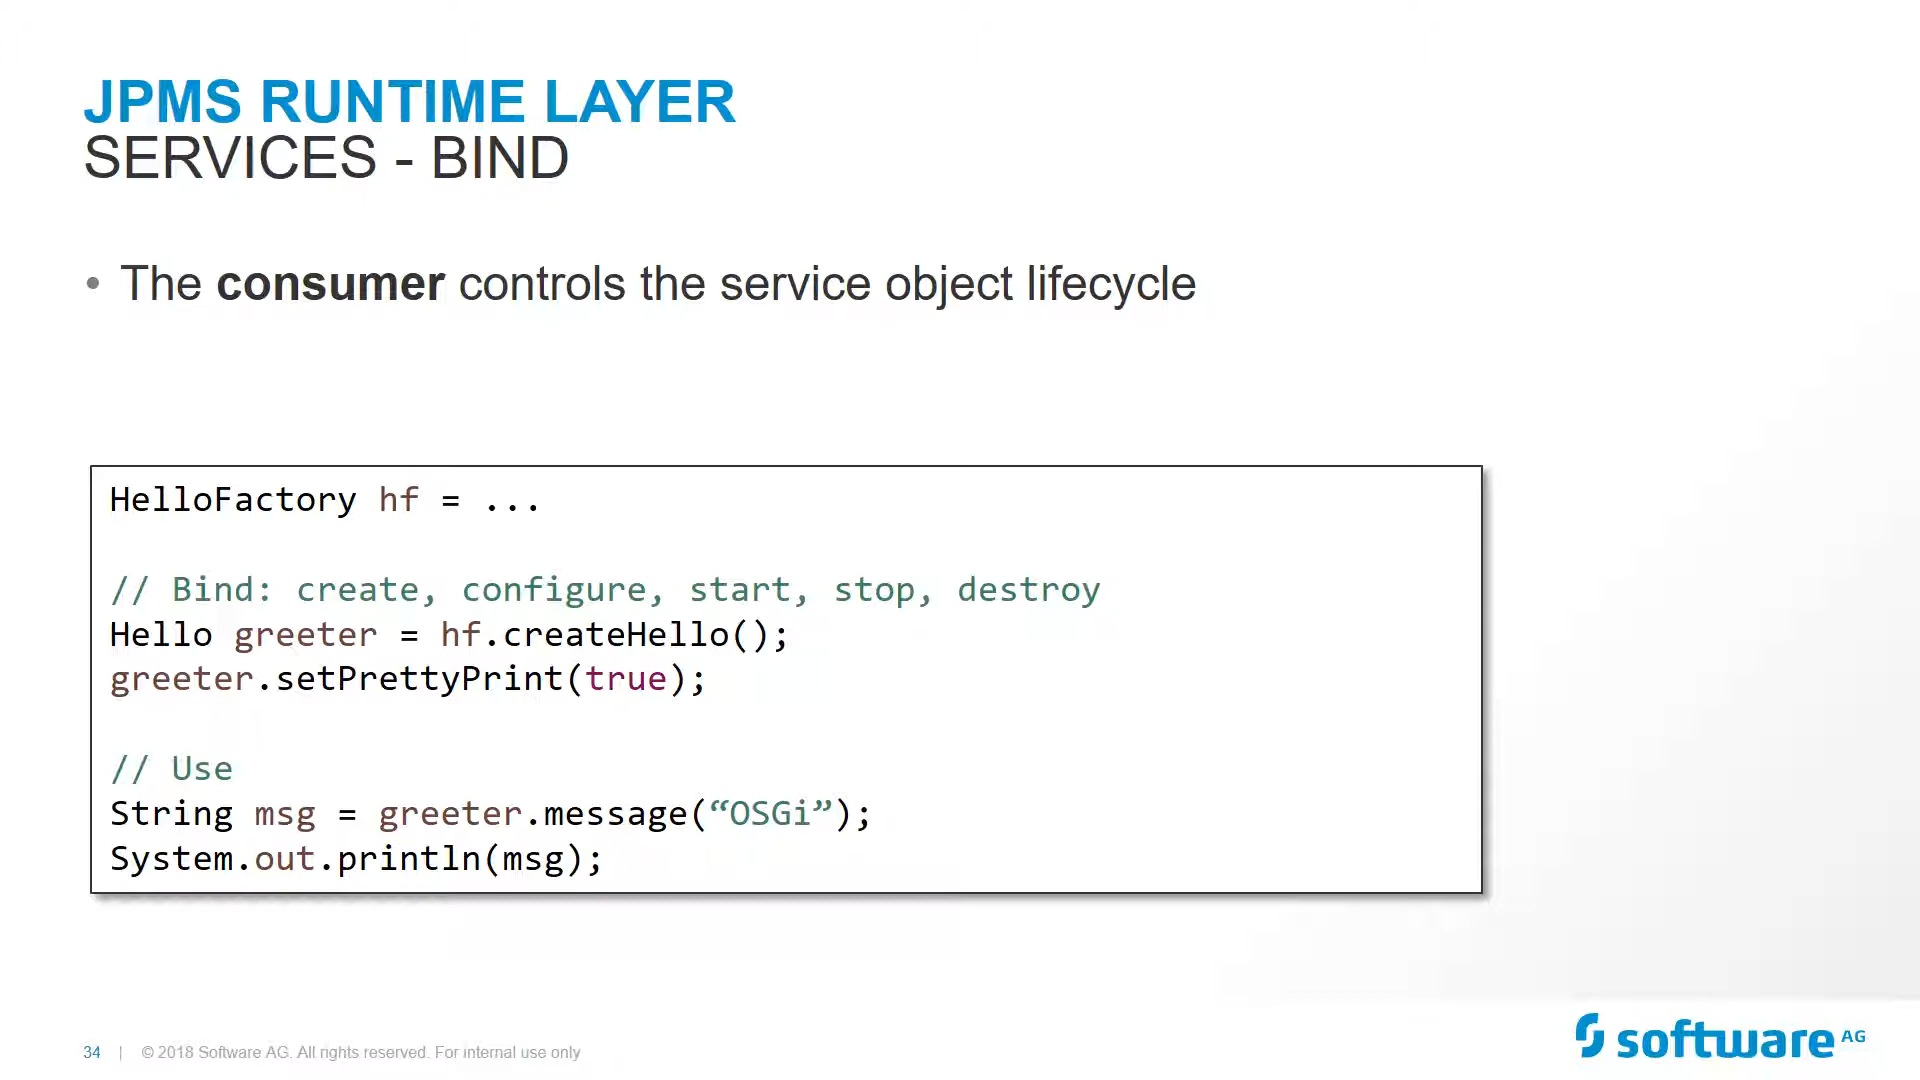 JPMS RUNTIME LAYER
SERVICES - BIND
• The consumer controls the service object lifecycle
HelloFactory hf = ...
// Bind: create, configure, start, stop, destroy
Hello greeter = hf.createHello();
greeter.setPrettyPrint(true);
// Use
String msg = greeter.message(“OSGi”);
System.out.println(msg);
34 | © 2018 Software AG. All rights reserved. For internal use only
software AG